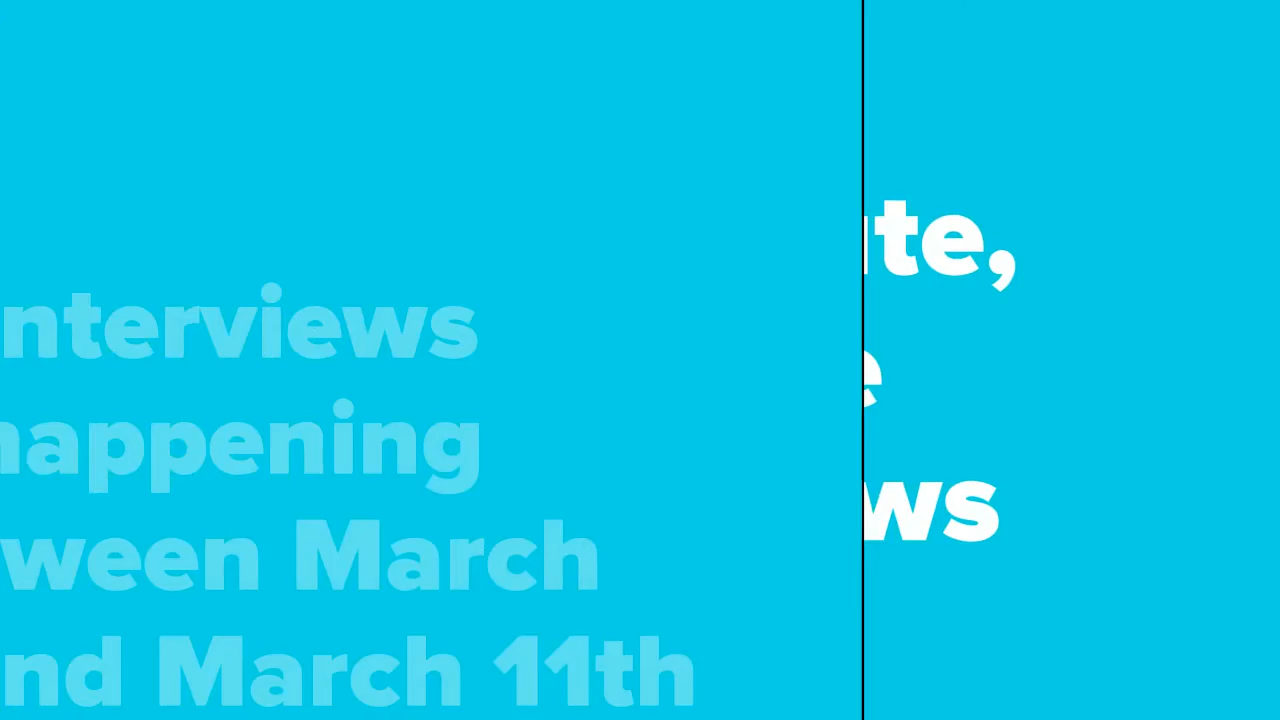 nterviews
happening
ween March
nd March 11th
te,
e
ws